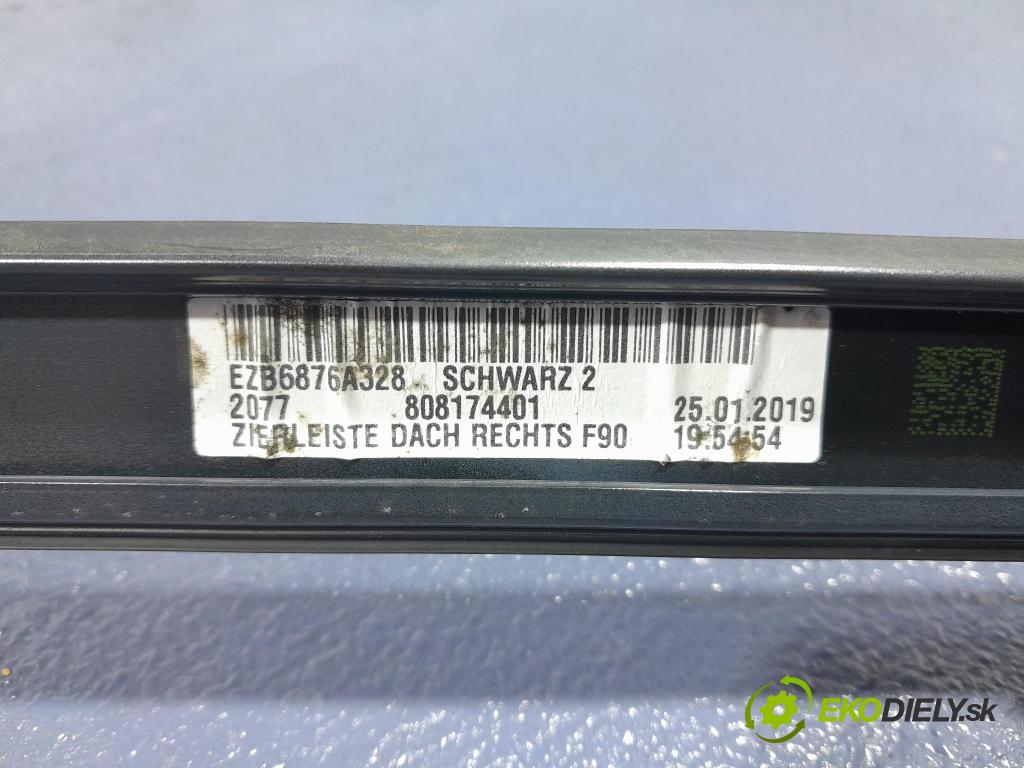 EZB6876A328 SCHWARZ 2
2077 808174401 25.01.2019
ZIERLEISTE DACH RECHTS F90 19:54:54
EKODIELY.sk